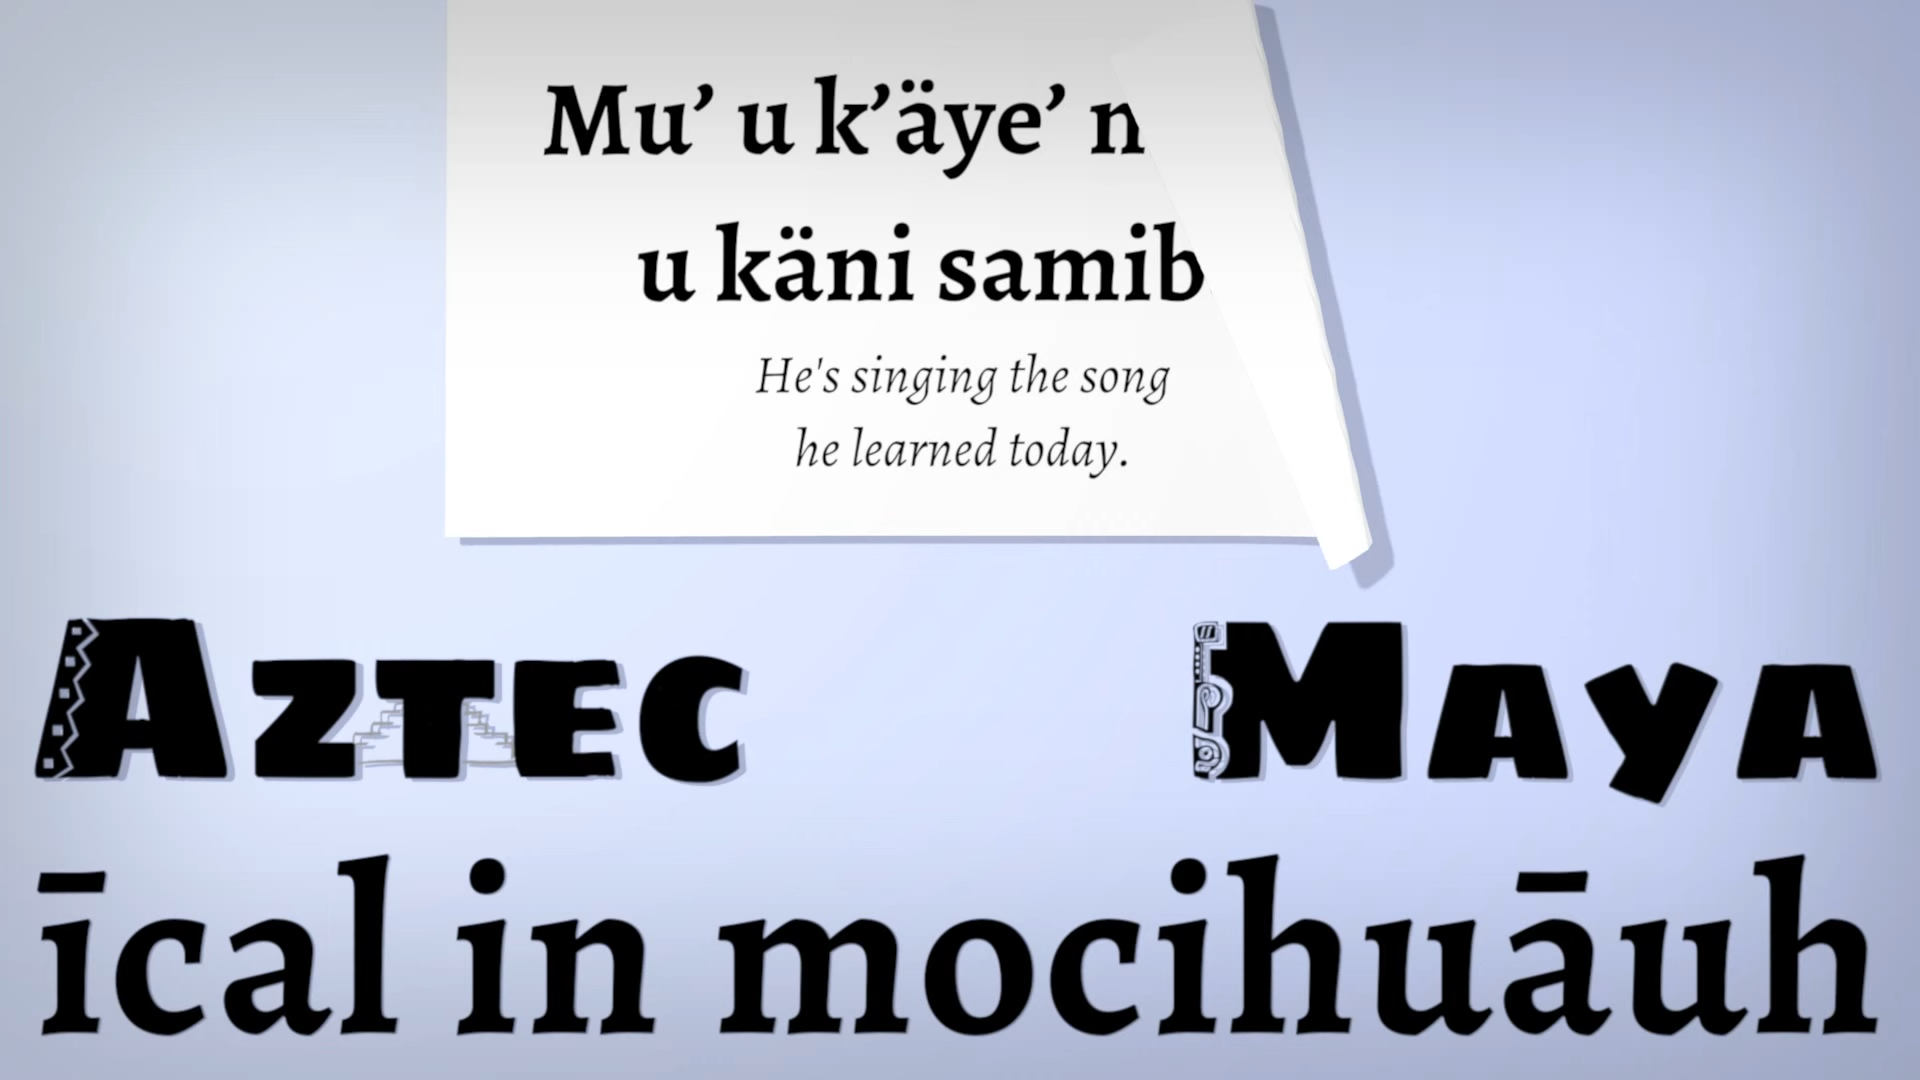 Mu’ u k’äye’ n
u käni samib
He's singing the song
he learned today.
Aztec Maya
īcal in mocihuāuh